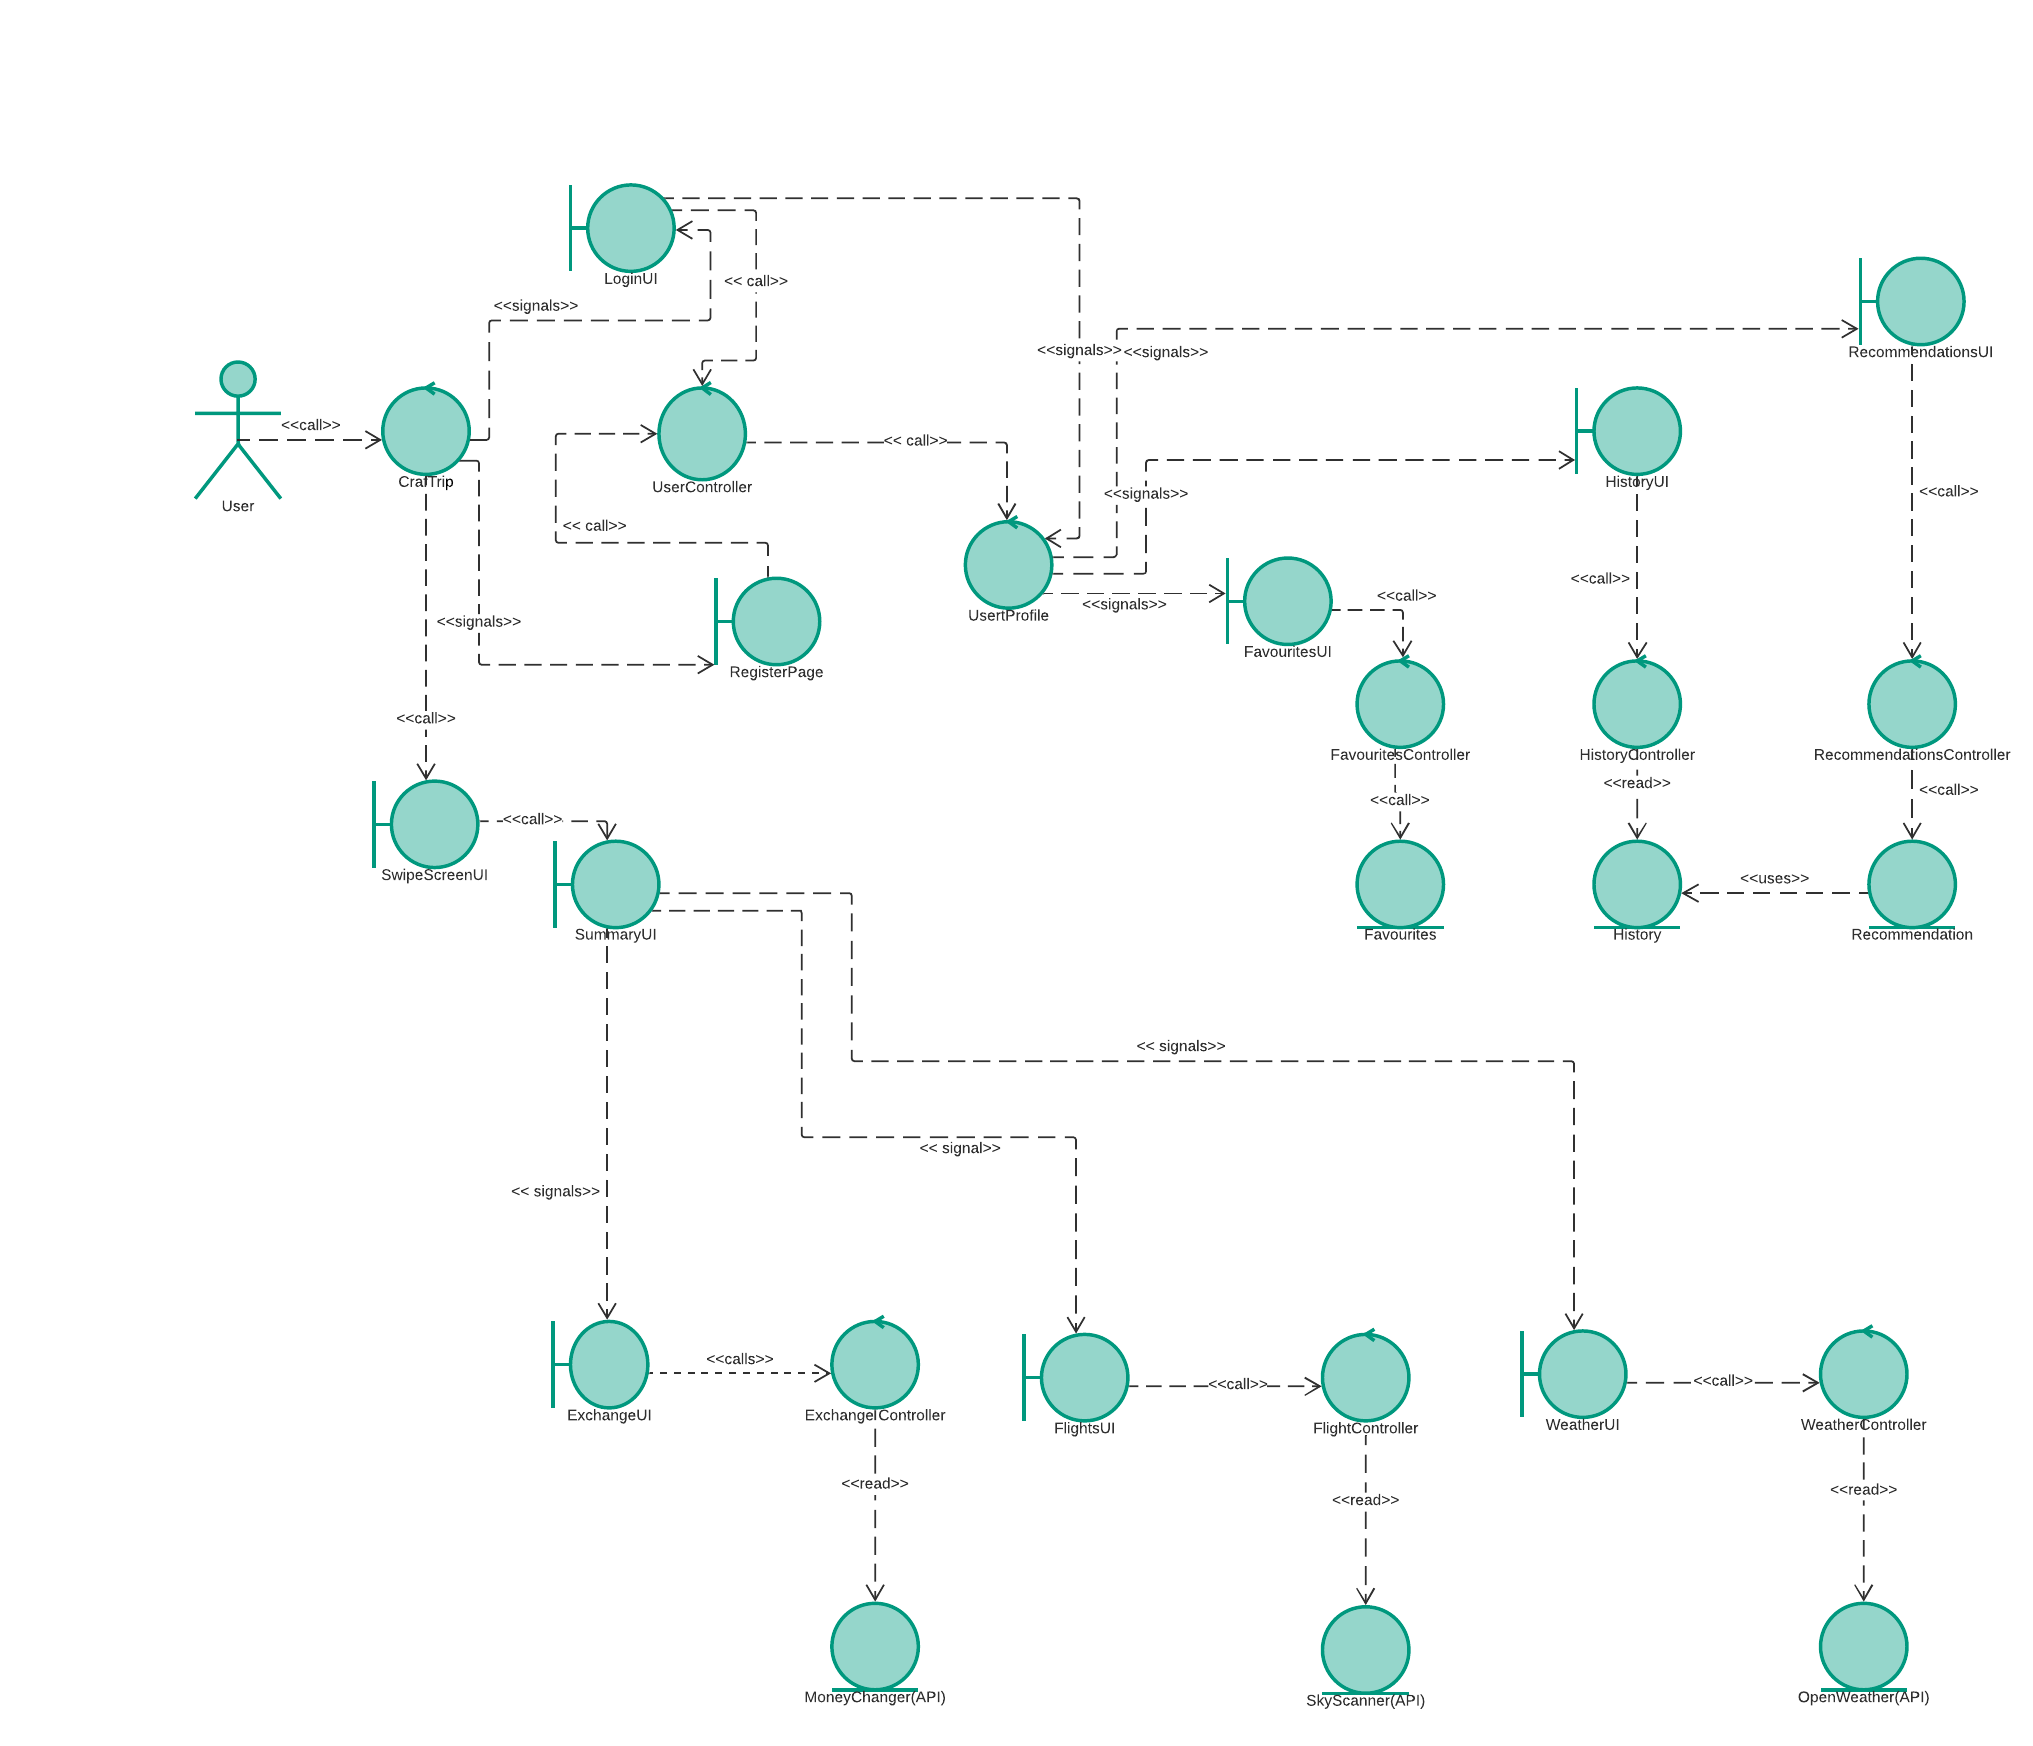 LoginUI
<< call>>
<<signals>>
<<signals>>
<<signals>>
RecommendationsUI
<<call>>
User
CrafTrip
UserController
<< call>>
<<signals>>
HistoryUI
<<call>>
<< call>>
<<call>>
<<call>>
<<signals>>
UsertProfile
<<signals>>
RegisterPage
FavouritesUI
<<call>>
FavouritesController
HistoryController
RecommendationsController
<<read>>
<<call>>
<<call>>
<<call>>
SwipeScreenUI
<<uses>>
SummaryUI
Favourites
History
Recommendation
<< signals>>
<< signal>>
<< signals>>
<<calls>>
<<call>>
<<call>>
ExchangeUI
Exchange Controller
FlightsUI
FlightController
WeatherUI
WeatherController
<<read>>
<<read>>
<<read>>
MoneyChanger(API)
SkyScanner(API)
OpenWeather(API)